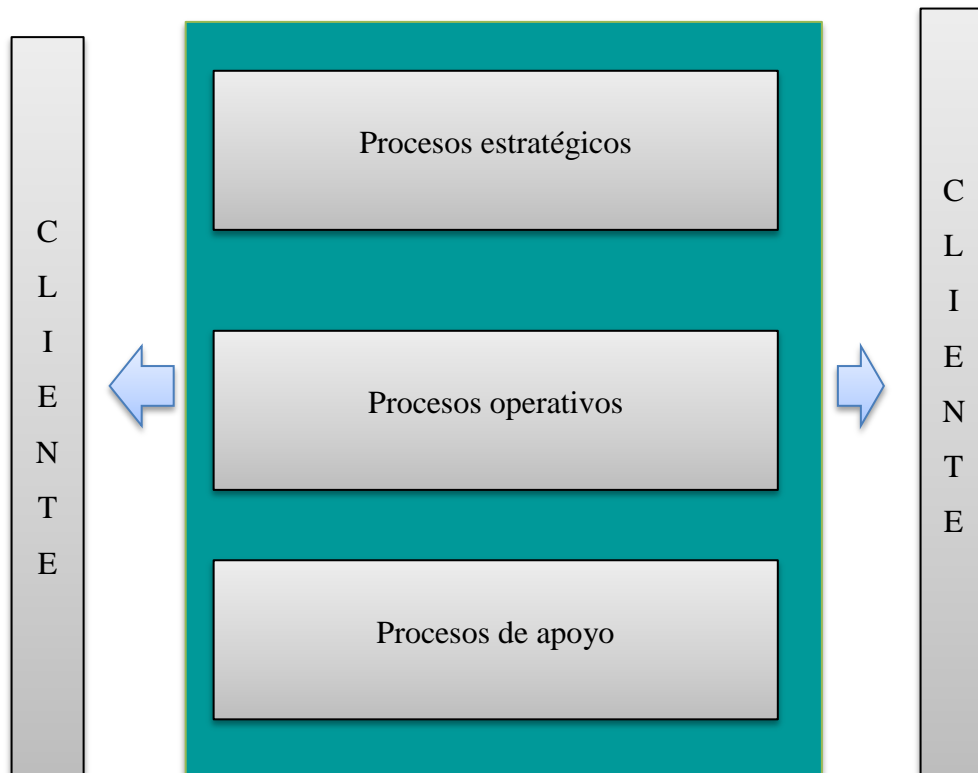 C
L
I
E
N
T
E
Procesos estratégicos
Procesos operativos
Procesos de apoyo
C
L
I
E
N
T
E